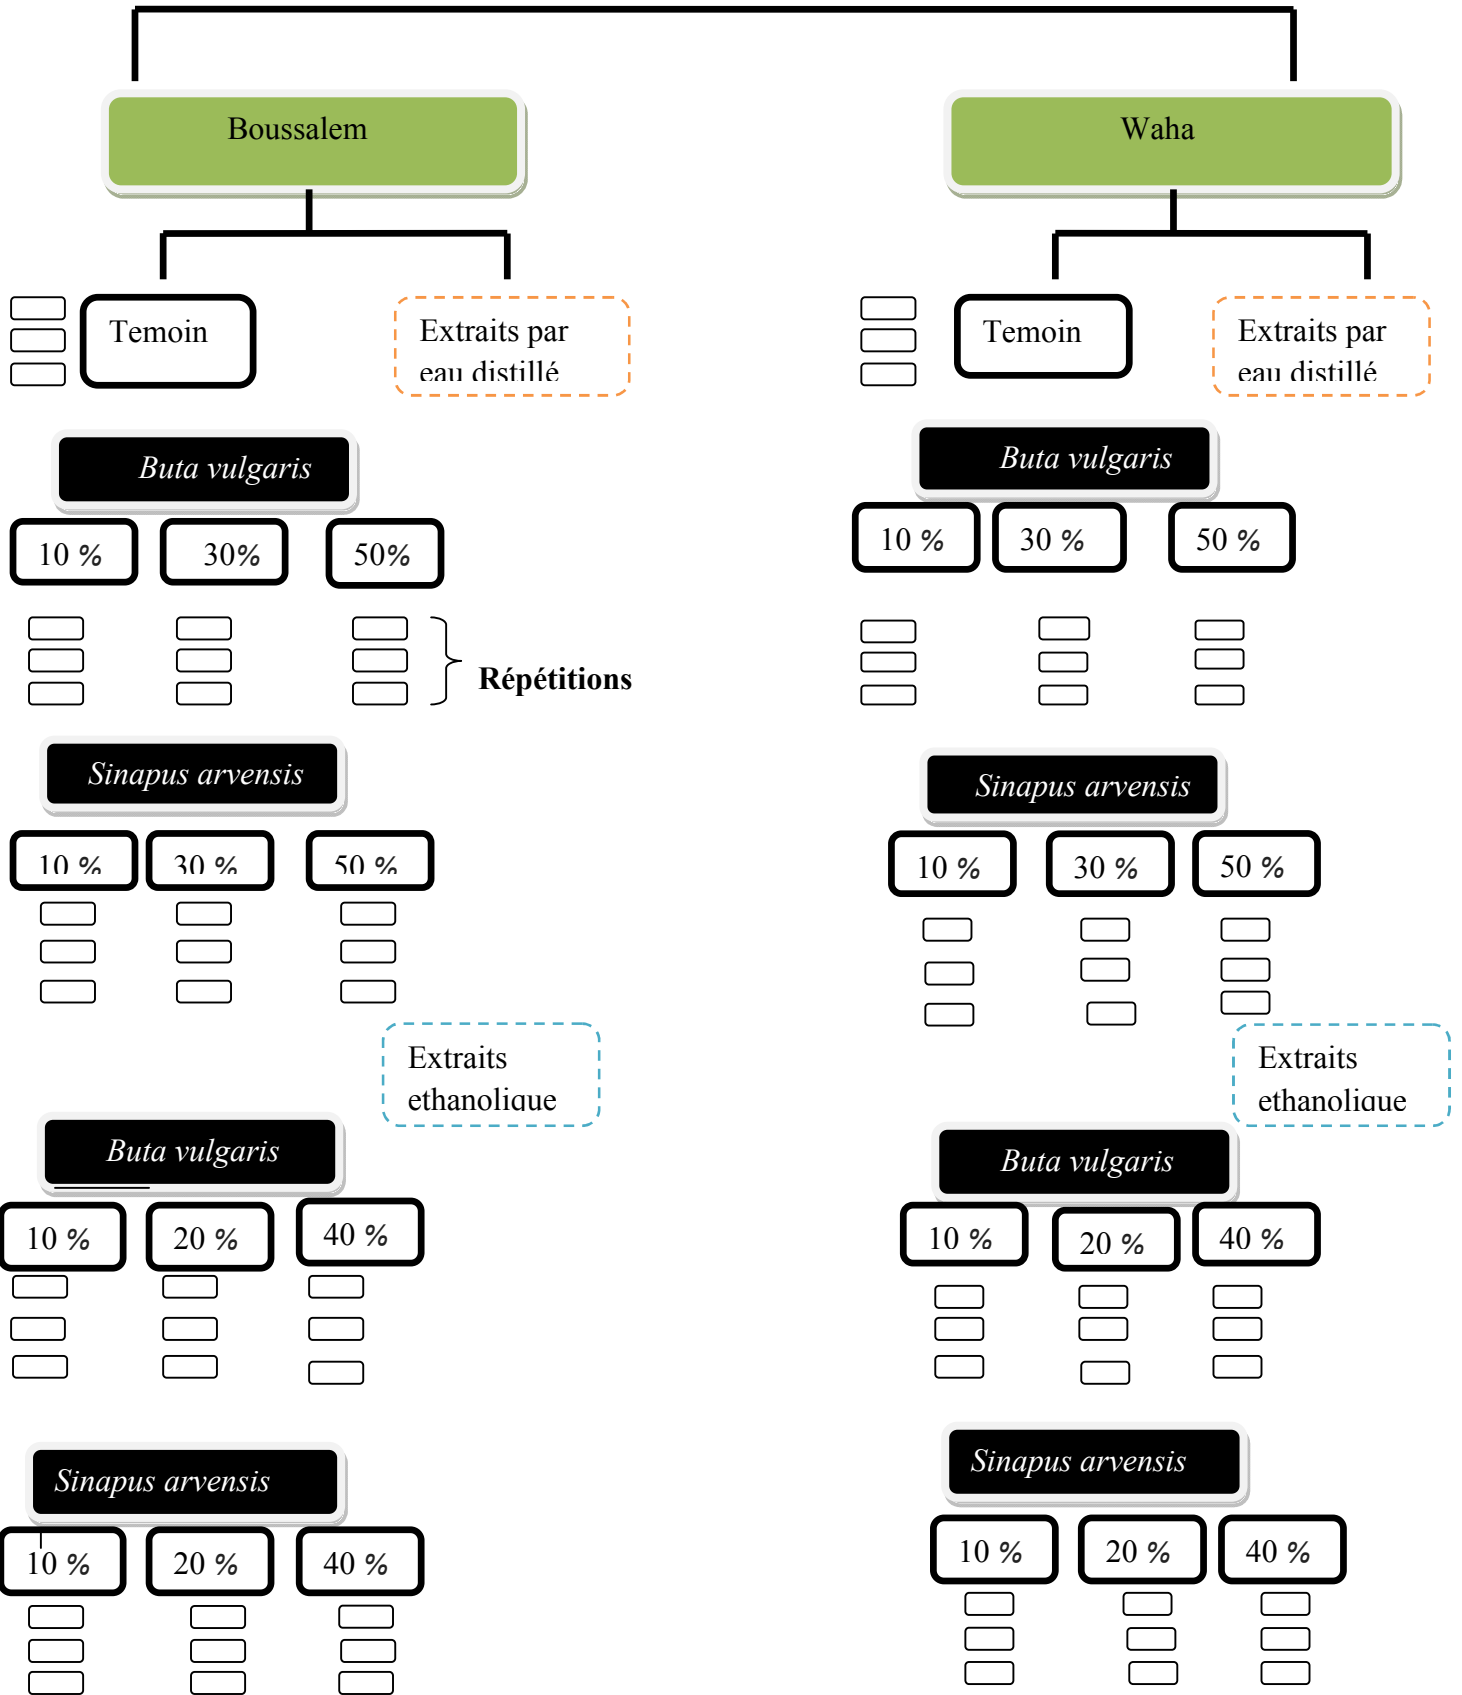 Boussalem
Waha
Temoin
Extraits par
eau distillé
Temoin
Extraits par
eau distillé
Buta vulgaris
Buta vulgaris
10 %
30%
50%
10 %
30 %
50 %
Répétitions
Sinapus arvensis
Sinapus arvensis
10 %
30 %
50 %
10 %
30 %
50 %
Extraits
ethanolique
Extraits
ethanolique
Buta vulgaris
Buta vulgaris
10 %
20 %
40 %
10 %
20 %
40 %
Sinapus arvensis
Sinapus arvensis
10 %
20 %
40 %
10 %
20 %
40 %